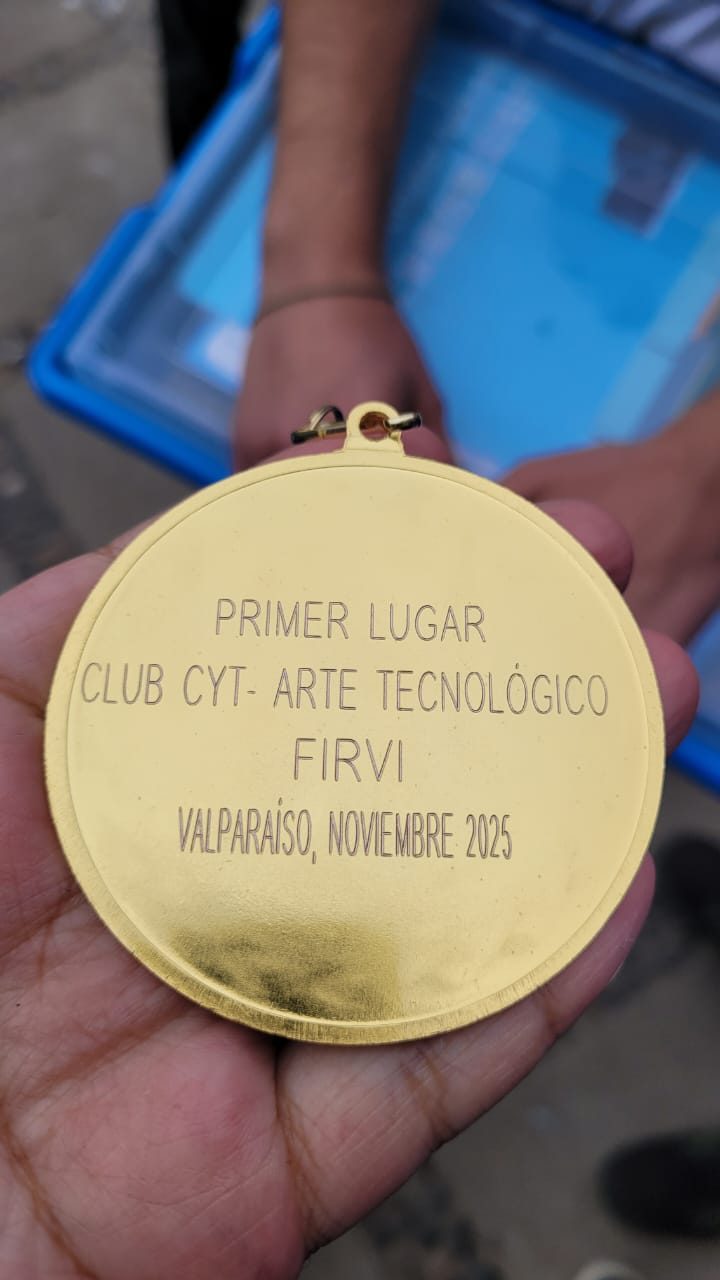 PRIMER LUGAR
CLUB CYT- ARTE TECNOLÓGICO
FIRVI
VALPARAÍSO, NOVIEMBRE 2025